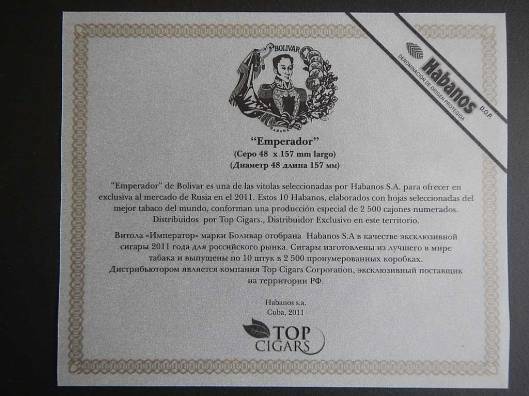 BOLIVAR
HABANA
Habanos D.O.P.
DENOMINACIÓN DE ORIGEN PROTEGIDA
“Emperador”
(Cepo 48 x 157 mm largo)
(Диаметр 48 длина 157 мм)
"Emperador" de Bolivar es una de las vitolas seleccionadas por Habanos S.A. para ofrecer en
exclusiva al mercado de Rusia en el 2011. Estos 10 Habanos, elaborados con hojas seleccionadas del
mejor tabaco del mundo, conforman una producción especial de 2 500 cajones numerados.
Distribuidos por Top Cigars., Distribuidor Exclusivo en este territorio.
Витола «Император» марки Боливар отобрана Habanos S.A в качестве эксклюзивной
сигары 2011 года для российского рынка. Сигары изготовлены из лучшего в мире
табака и выпущены по 10 штук в 2 500 пронумерованных коробках.
Дистрибьютором является компания Top Cigars Corporation, эксклюзивный поставщик
на территории РФ.
Habanos s.a.
Cuba, 2011
TOP
CIGARS